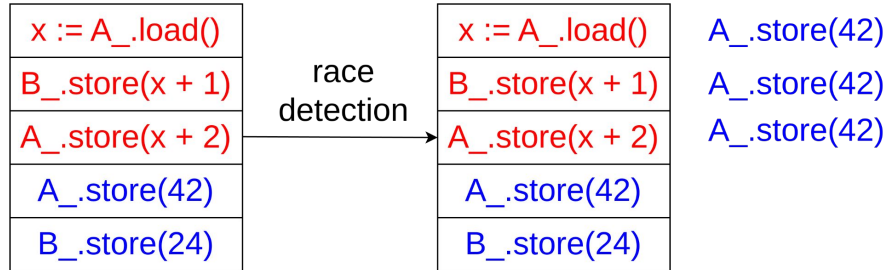 x := A_.load()
B_.store(x + 1)
A_.store(x + 2)
A_.store(42)
B_.store(24)
race
detection
x := A_.load()
B_.store(x + 1)
A_.store(x + 2)
A_.store(42)
B_.store(24)
A_.store(42)
A_.store(42)
A_.store(42)